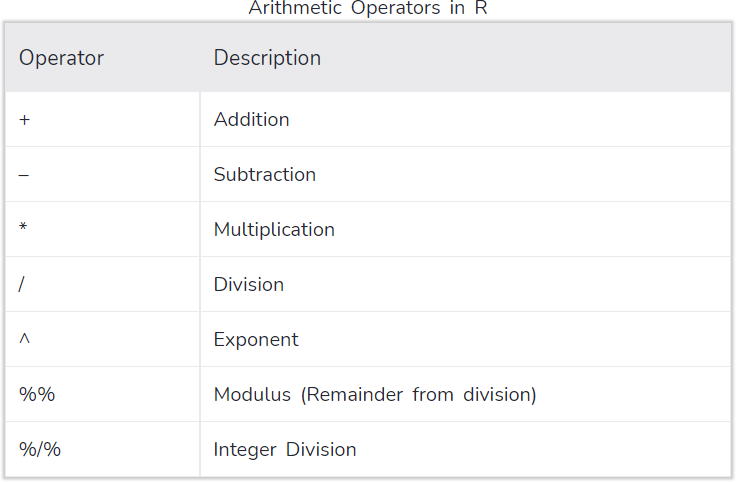 Arithmetic Operators in R
Operator Description
+ Addition
– Subtraction
* Multiplication
/ Division
^ Exponent
%% Modulus (Remainder from division)
%/% Integer Division